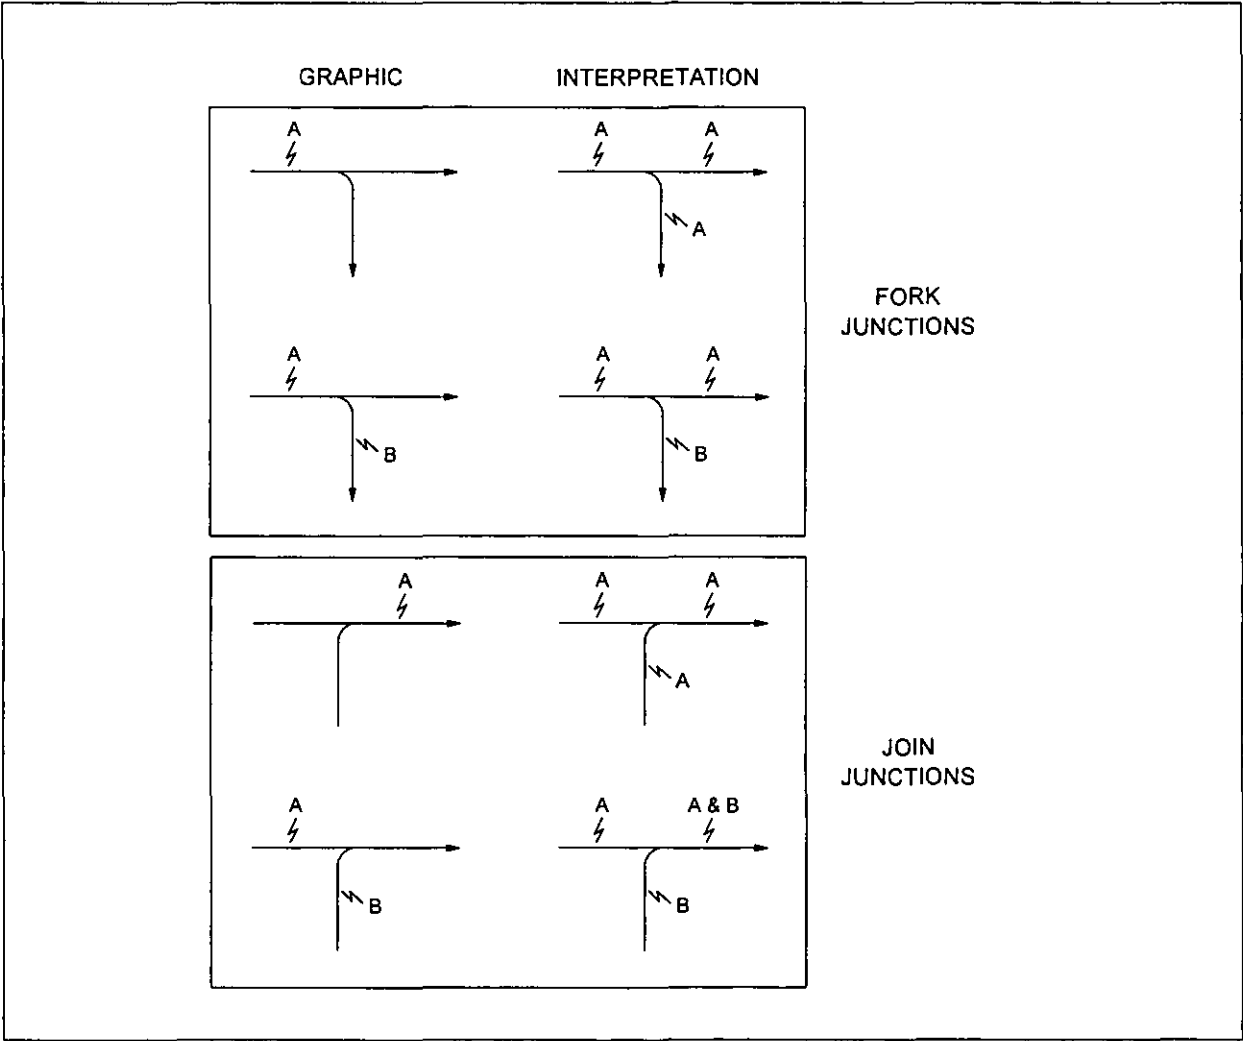 GRAPHIC INTERPRETATION
A A A
A
FORK
JUNCTIONS
A A A
B B
A A A
A
JOIN
JUNCTIONS
A A A & B
B B